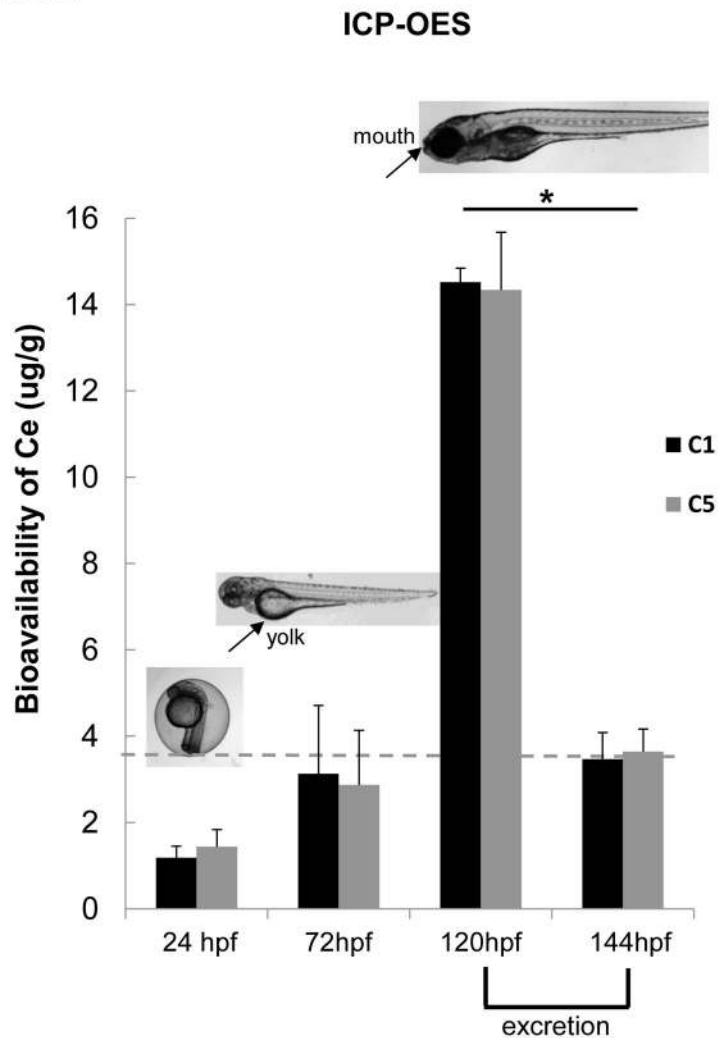 ICP-OES
mouth
*
16
14
12
10
8
6
4
2
0
Bioavailability of Ce (ug/g)
C1
C5
yolk
24 hpf 72hpf 120hpf 144hpf
excretion